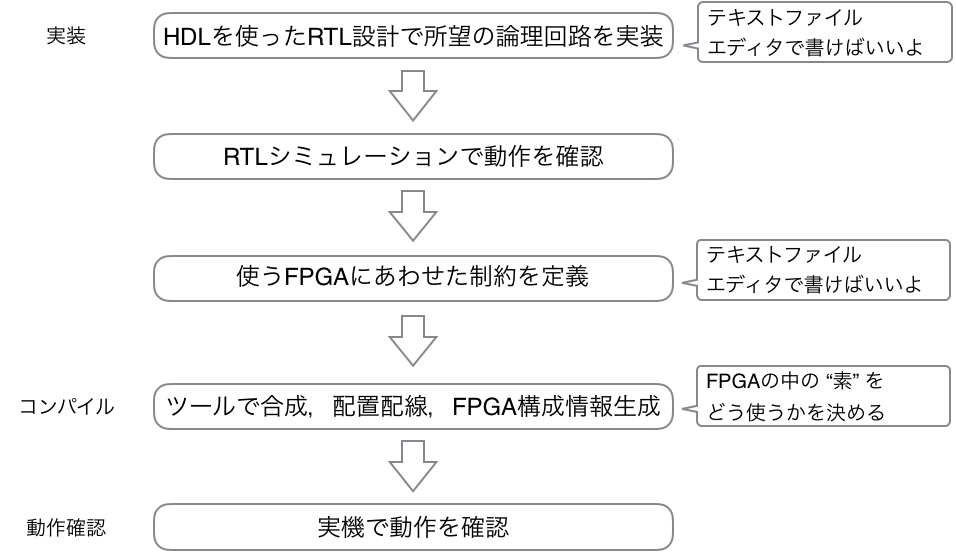 実装
HDLを使ったRTL設計で所望の論理回路を実装
テキストファイル
エディタで書けばいいよ
RTLシミュレーションで動作を確認
使うFPGAにあわせた制約を定義
テキストファイル
エディタで書けばいいよ
コンパイル
ツールで合成，配置配線，FPGA構成情報生成
FPGAの中の “素” を
どう使うかを決める
動作確認
実機で動作を確認